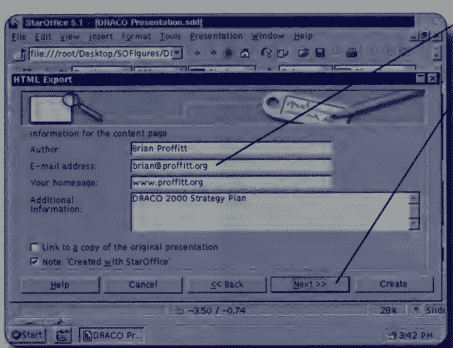 StarOffice 5.1 - [DRACO Presentation.sdd]
File Edit View Insert Format Tools Presentation Window Help
file:///root/Desktop/SOFigures/D
HTML Export
Information for the content page
Author: Brian Proffitt
E-mail address: brian@proffitt.org
Your homepage: www.proffitt.org
Additional Information: DRACO 2000 Strategy Plan
Link to a copy of the original presentation
Note: 'Created with StarOffice'
Help Cancel << Back Next >> Create
-3.50 / -0.74 28% * Slid
Start DRACO Pr... 3:42 PM